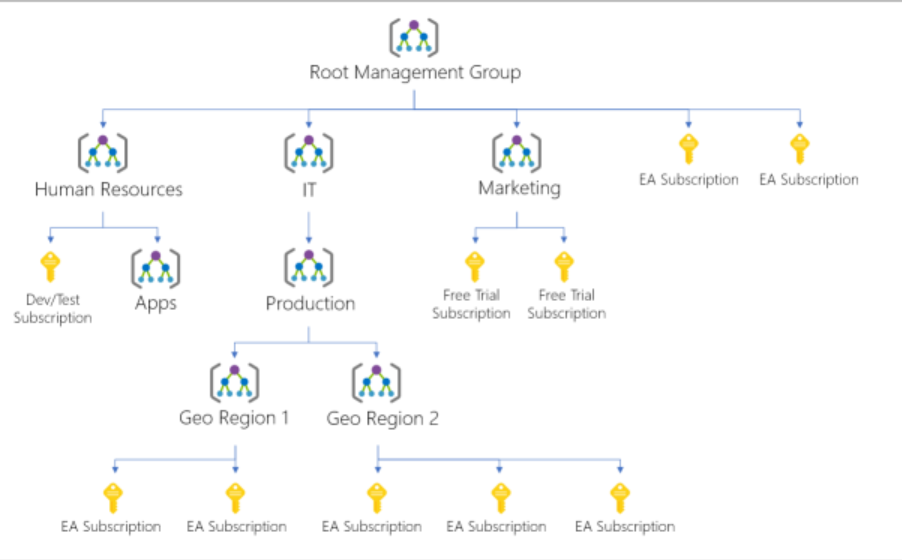 Root Management Group
Human Resources
IT
Marketing
EA Subscription
EA Subscription
Dev/Test
Subscription
Apps
Production
Free Trial
Subscription
Free Trial
Subscription
Geo Region 1
Geo Region 2
EA Subscription
EA Subscription
EA Subscription
EA Subscription
EA Subscription